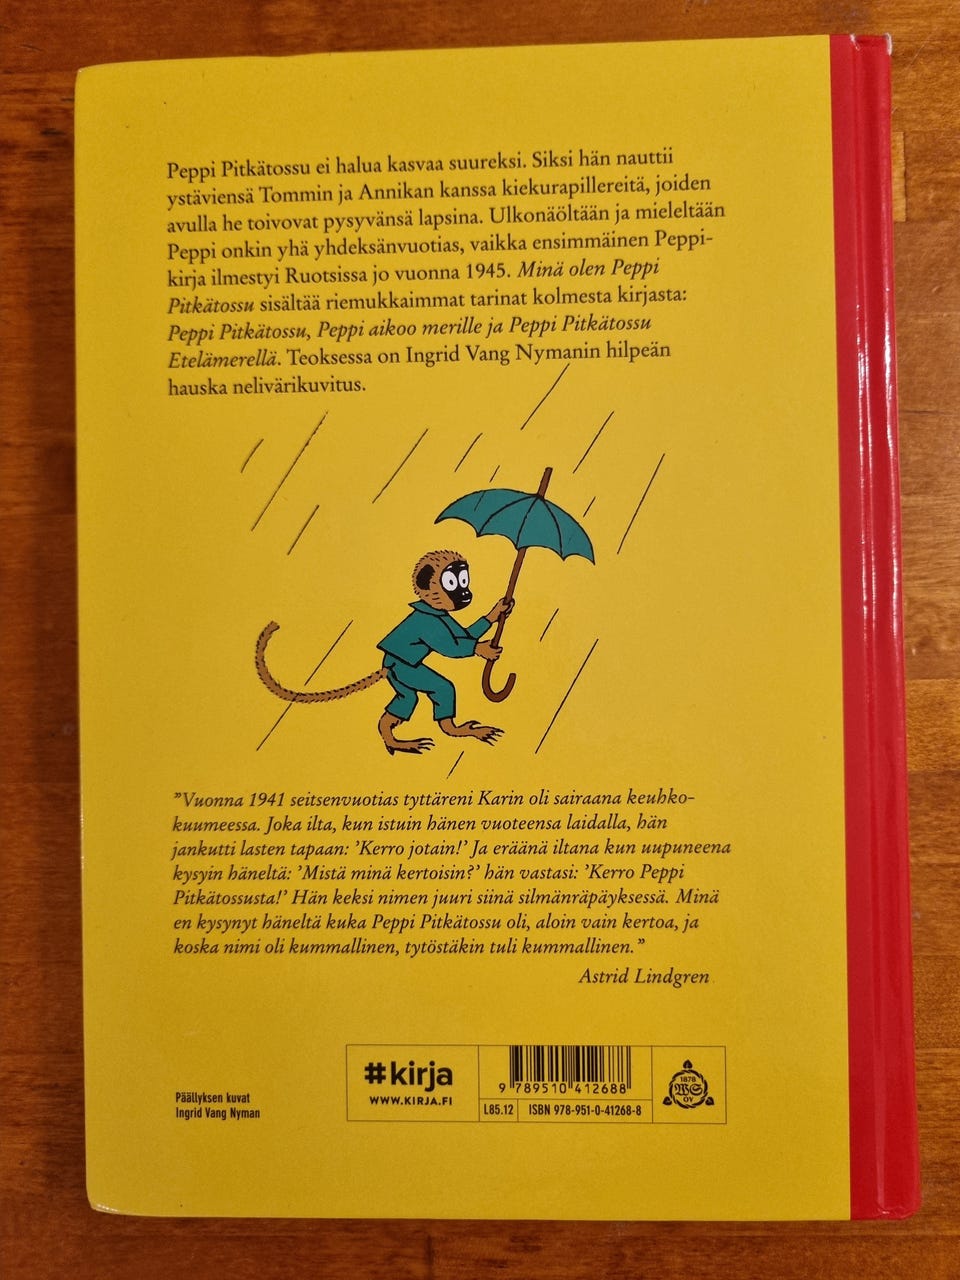 Peppi Pitkätossu ei halua kasvaa suureksi. Siksi hän nauttii
ystäviensä Tommin ja Annikan kanssa kiekurapillereitä, joiden
avulla he toivovat pysyvänsä lapsina. Ulkonäöltään ja mieleltään
Peppi onkin yhä yhdeksänvuotias, vaikka ensimmäinen Peppi-
kirja ilmestyi Ruotsissa jo vuonna 1945. Minä olen Peppi
Pitkätossu sisältää riemukkaimmat tarinat kolmesta kirjasta:
Peppi Pitkätossu, Peppi aikoo merille ja Peppi Pitkätossu
Etelämerellä. Teoksessa on Ingrid Vang Nymanin hilpeän
hauska nelivärikuvitus.
"Vuonna 1941 seitsenvuotias tyttäreni Karin oli sairaana keuhko-
kuumeessa. Joka ilta, kun istuin hänen vuoteensa laidalla, hän
jankutti lasten tapaan: 'Kerro jotain!' Ja eräänä iltana kun uupuneena
kysyin häneltä: 'Mistä minä kertoisin?' hän vastasi: 'Kerro Peppi
Pitkätossusta!' Hän keksi nimen juuri siinä silmänräpäyksessä. Minä
en kysynyt häneltä kuka Peppi Pitkätossu oli, aloin vain kertoa, ja
koska nimi oli kummallinen, tytöstäkin tuli kummallinen."
Astrid Lindgren
Päällyksen kuvat
Ingrid Vang Nyman
#kirja
WWW.KIRJA.FI
9 789510 412688
L85.12
ISBN 978-951-0-41268-8
1878
WS
OY